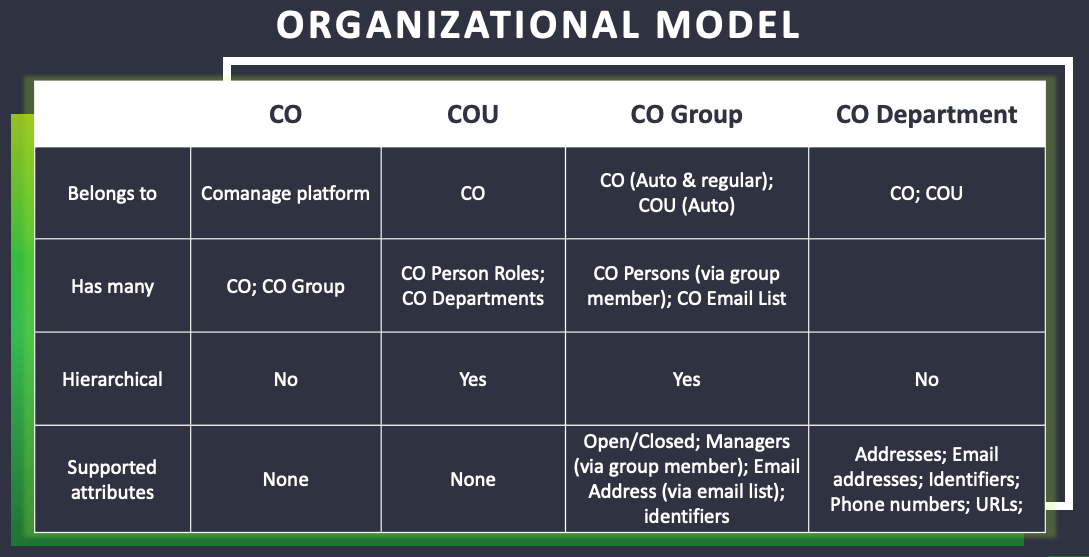 ORGANIZATIONAL MODEL
CO COU CO Group CO Department
Belongs to
Comanage platform
CO
CO (Auto & regular);
COU (Auto)
CO; COU
Has many
CO; CO Group
CO Person Roles;
CO Departments
CO Persons (via group
member); CO Email List
Hierarchical
No
Yes
Yes
No
Supported
attributes
None
None
Open/Closed; Managers
(via group member); Email
Address (via email list);
identifiers
Addresses; Email
addresses; Identifiers;
Phone numbers; URLs;